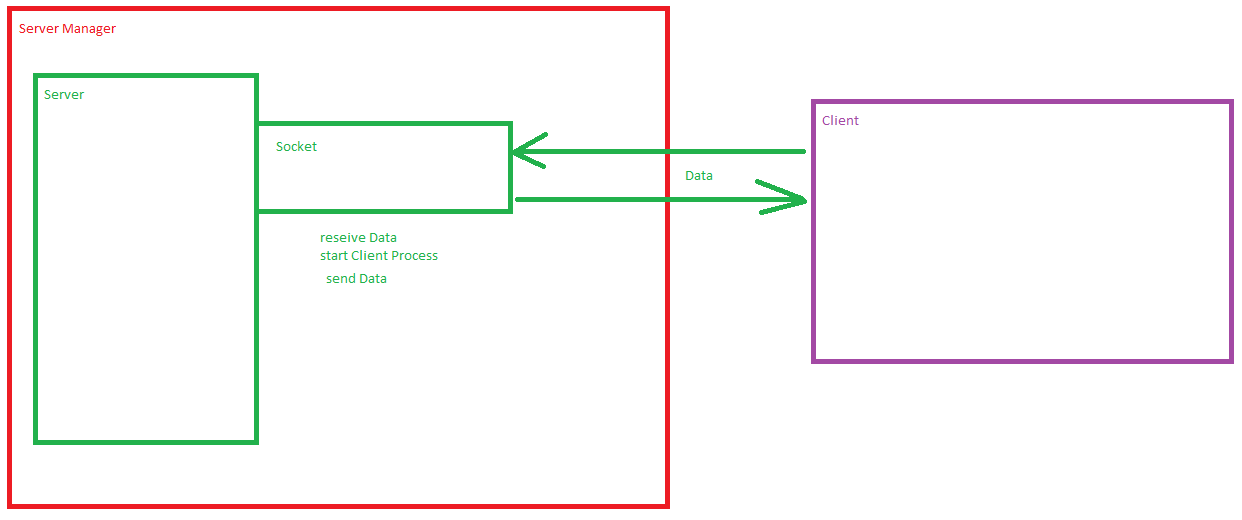 Server Manager
Server
Socket
Client
Data
reseive Data
start Client Process
send Data